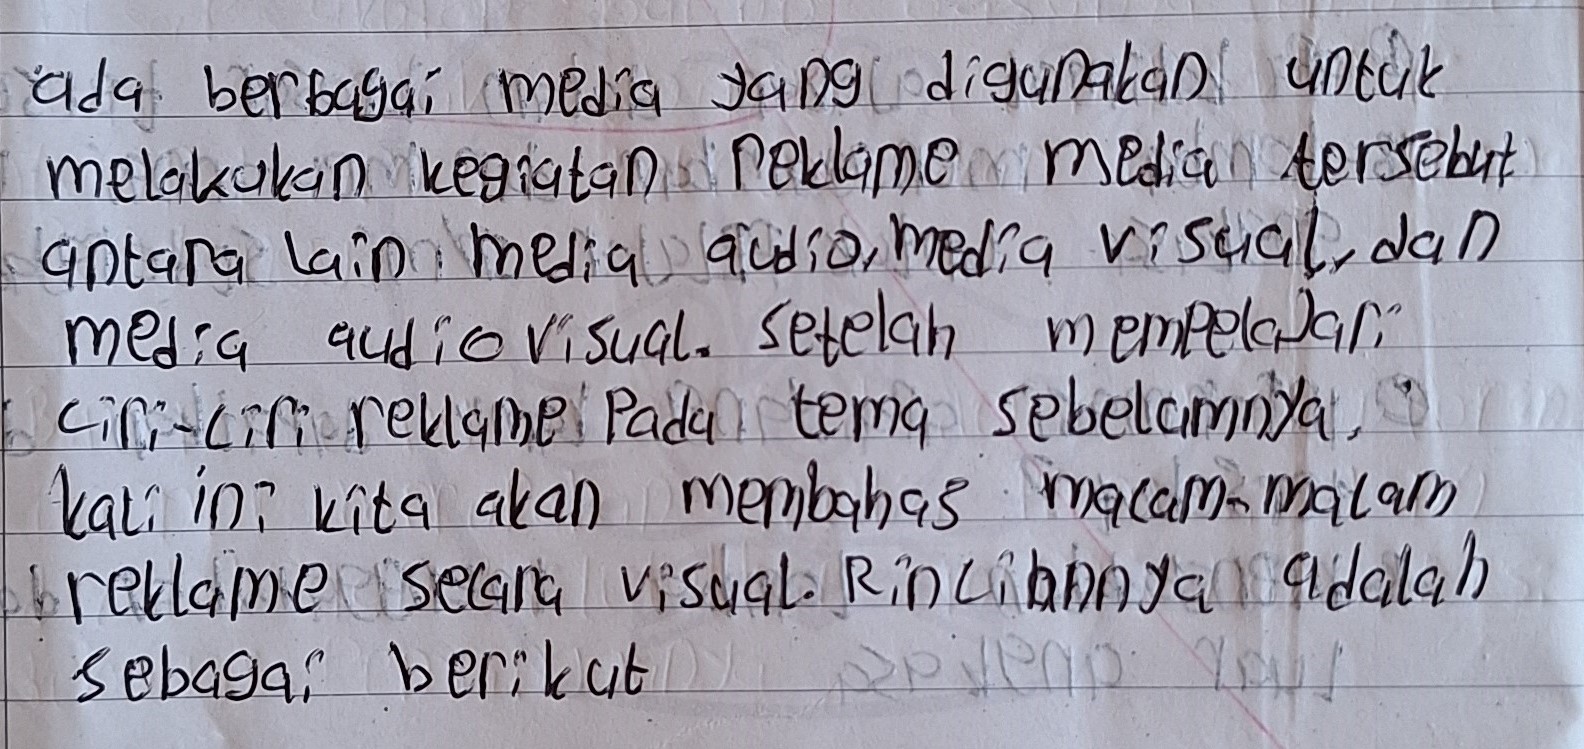 ada berbagai media yang digunakan untuk
melakukan kegiatan reklame media tersebut
antara lain media audio, media visual, dan
media audiovisual. setelah mempelajari
ciri-ciri reklame Pada tema sebelamnya,
kali ini kita akan membahas macam-macam
reklame secara visual. Rinciannya adalah
sebagai berikut